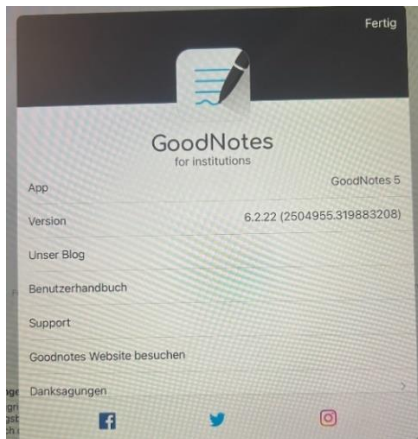 Fertig
GoodNotes
for institutions
App GoodNotes 5
Version 6.2.22 (2504955.319883208)
Unser Blog
Benutzerhandbuch
Support
Goodnotes Website besuchen
Danksagungen